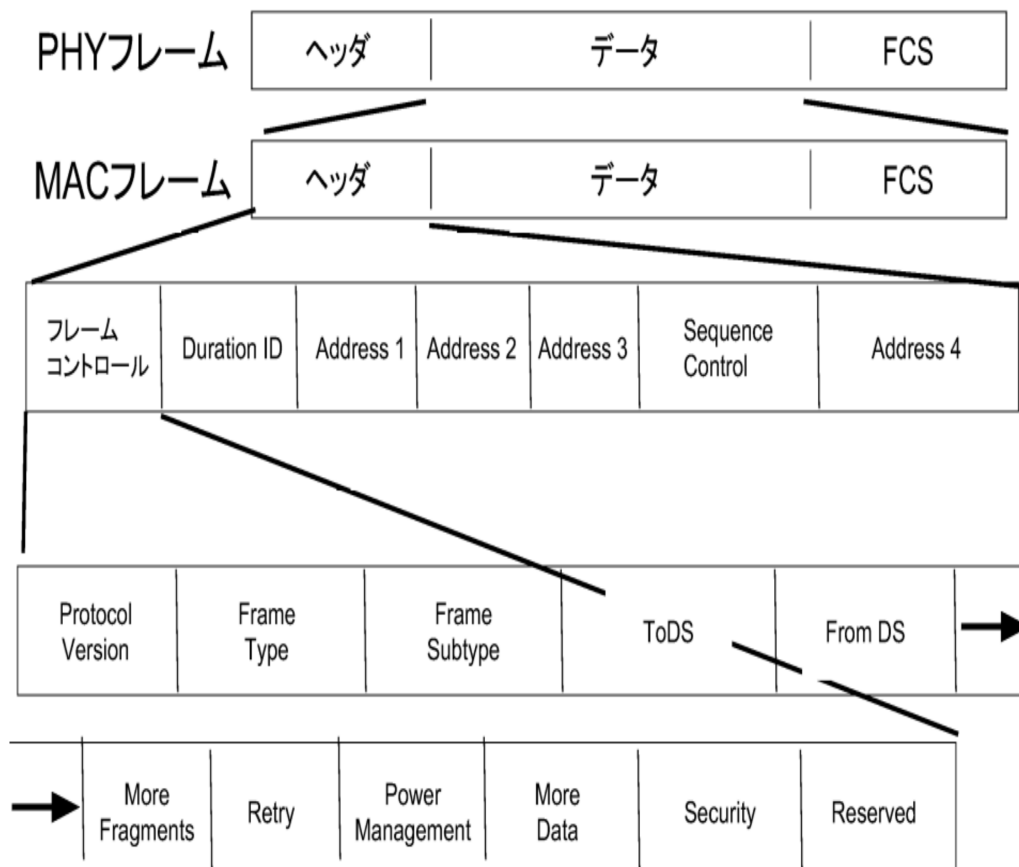 PHYフレーム ヘッダ データ FCS
MACフレーム ヘッダ データ FCS
フレーム
コントロール
Duration ID
Address 1
Address 2
Address 3
Sequence
Control
Address 4
Protocol
Version
Frame
Type
Frame
Subtype
ToDS
From DS
More
Fragments
Retry
Power
Management
More
Data
Security
Reserved